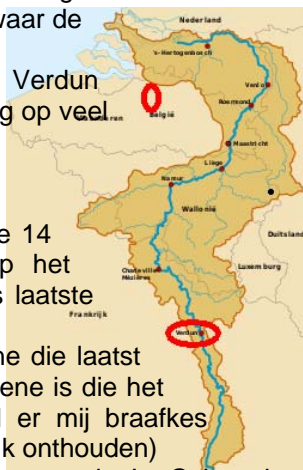 waar de
Verdun
g op veel
e 14
p het
s laatste
ne die laatst
ene is die het
l er mij braafkes
k onthouden)
Nederland
's-Hertogenbosch
Venlo
Roermond
België
Maastricht
Liège
Namur
Duitsland
Wallonië
Charleville-
Mézières
Luxemburg
Frankrijk
Verdun